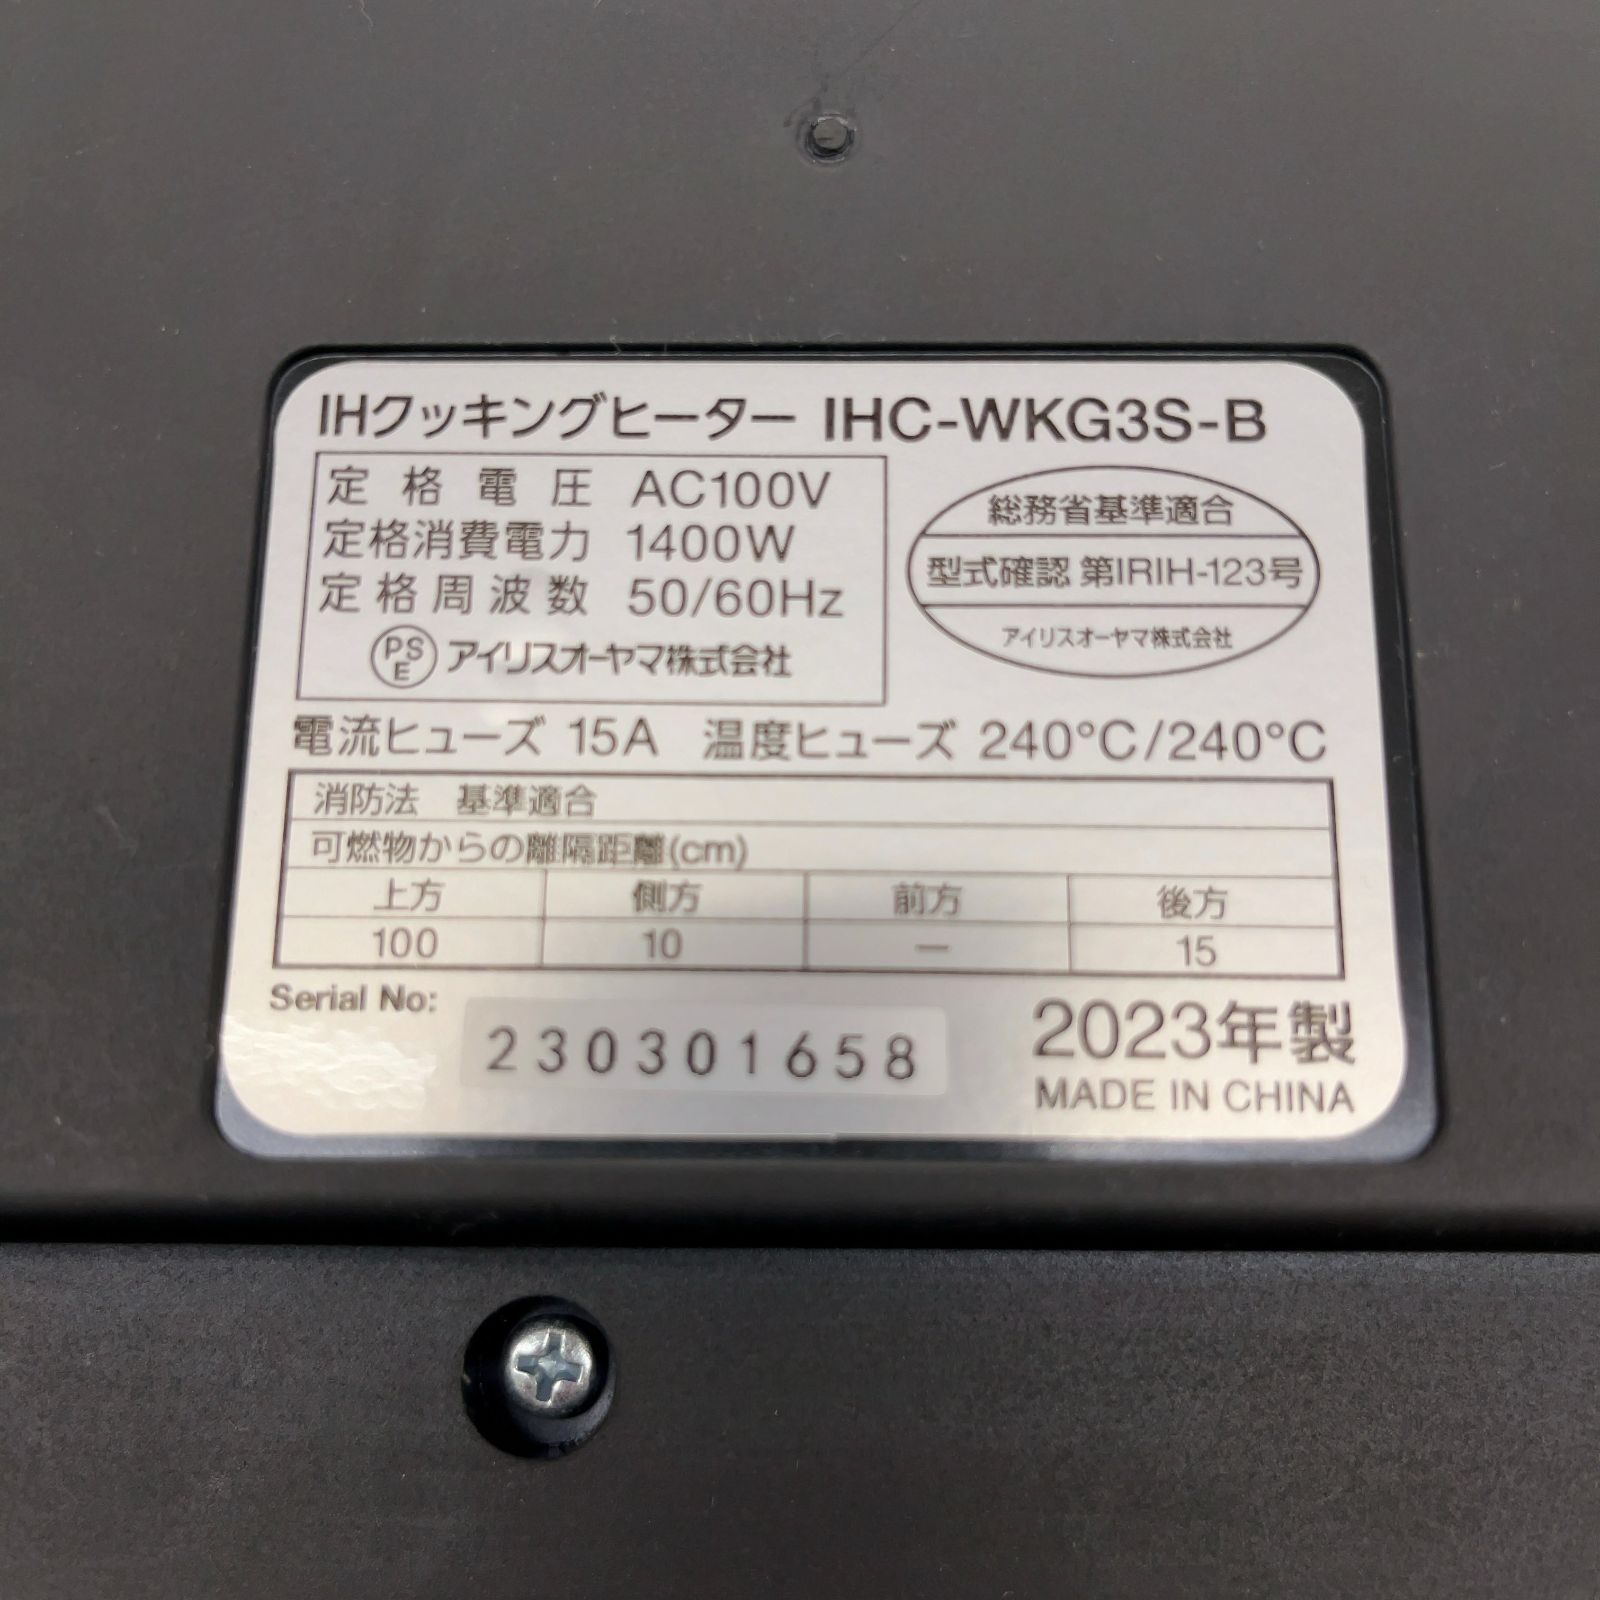 IHクッキングヒーター IHC-WKG3S-B
定格電圧 AC100V
定格消費電力 1400W
定格周波数 50/60Hz
PSE アイリスオーヤマ株式会社
総務省基準適合
型式確認 第IRIH-123号
アイリスオーヤマ株式会社
電流ヒューズ 15A 温度ヒューズ 240°C/240°C
消防法 基準適合
可燃物からの離隔距離(cm)
上方 側方 前方 後方
100 10 — 15
Serial No: 230301658
2023年製
MADE IN CHINA